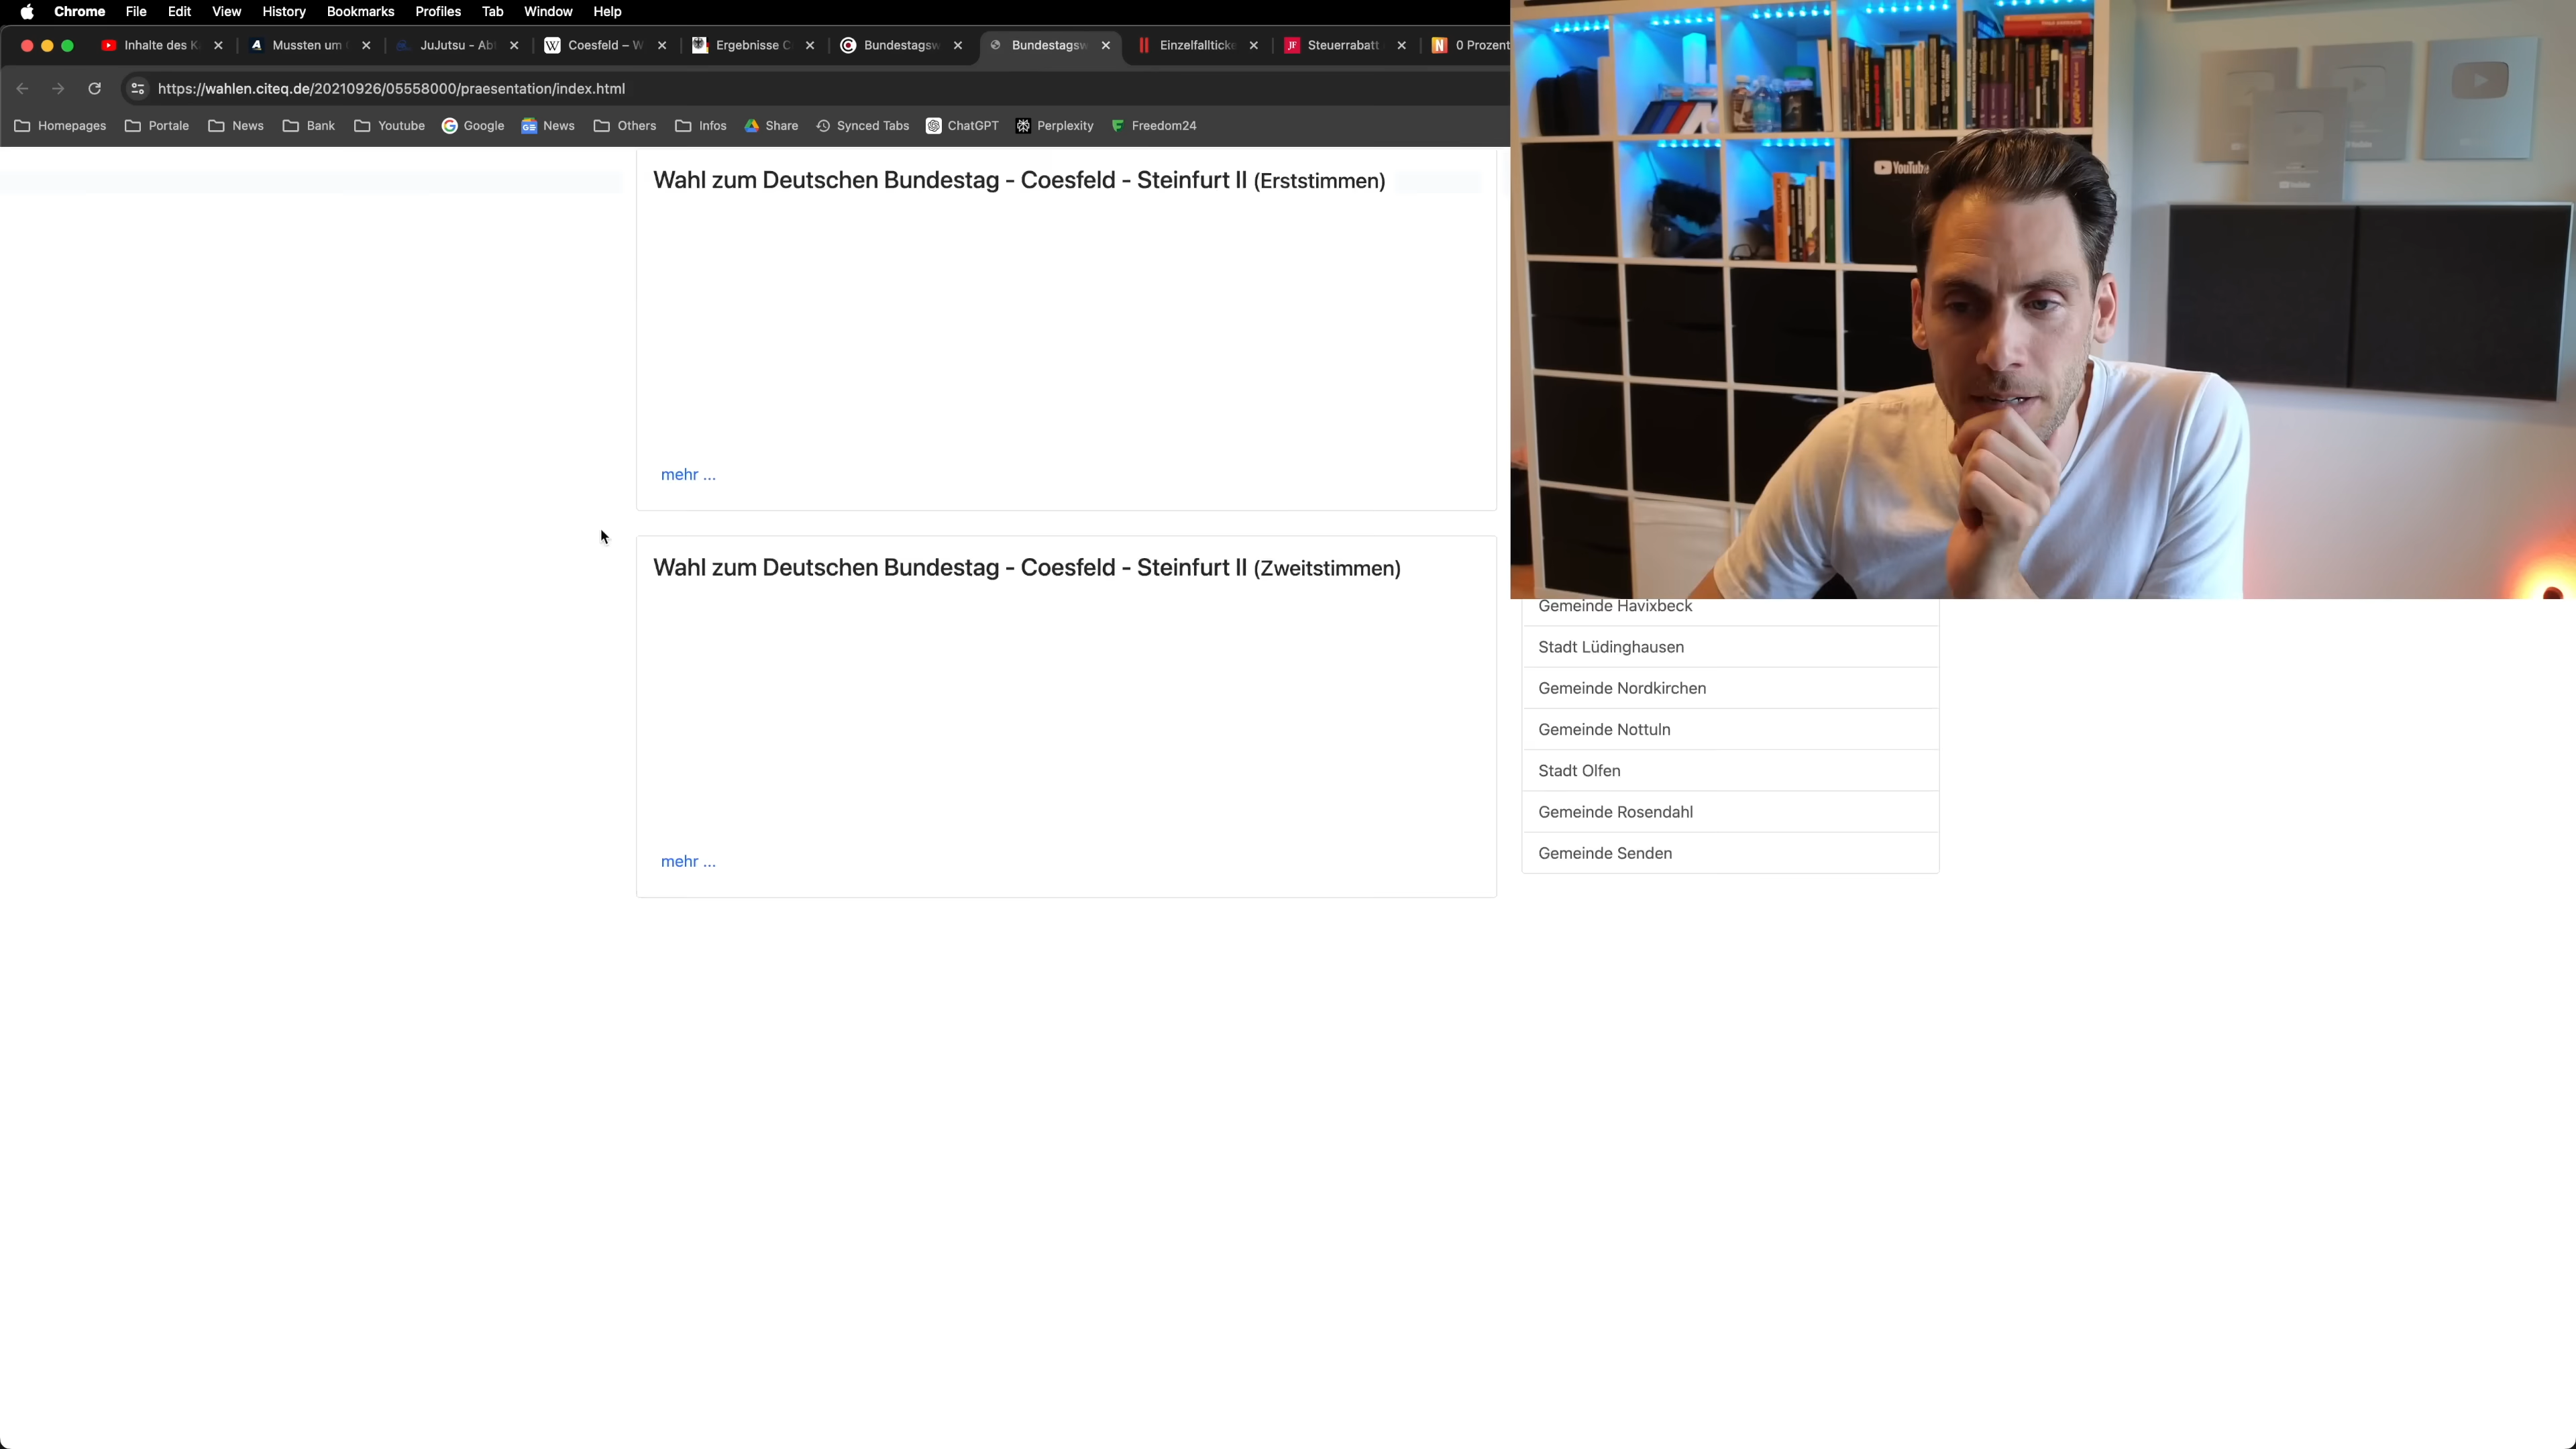 Chrome File Edit View History Bookmarks Profiles Tab Window Help
Inhalte des K
Mussten um
JuJutsu - Ab
Coesfeld – W
Ergebnisse C
Bundestagsw
Bundestagsw
Einzelfallticke
Steuerrabatt
0 Prozent
https://wahlen.citeq.de/20210926/05558000/praesentation/index.html
Homepages Portale News Bank Youtube Google News Others Infos Share Synced Tabs ChatGPT Perplexity Freedom24
YouTube
Wahl zum Deutschen Bundestag - Coesfeld - Steinfurt II (Erststimmen)
mehr ...
Wahl zum Deutschen Bundestag - Coesfeld - Steinfurt II (Zweitstimmen)
mehr ...
Gemeinde Havixbeck
Stadt Lüdinghausen
Gemeinde Nordkirchen
Gemeinde Nottuln
Stadt Olfen
Gemeinde Rosendahl
Gemeinde Senden